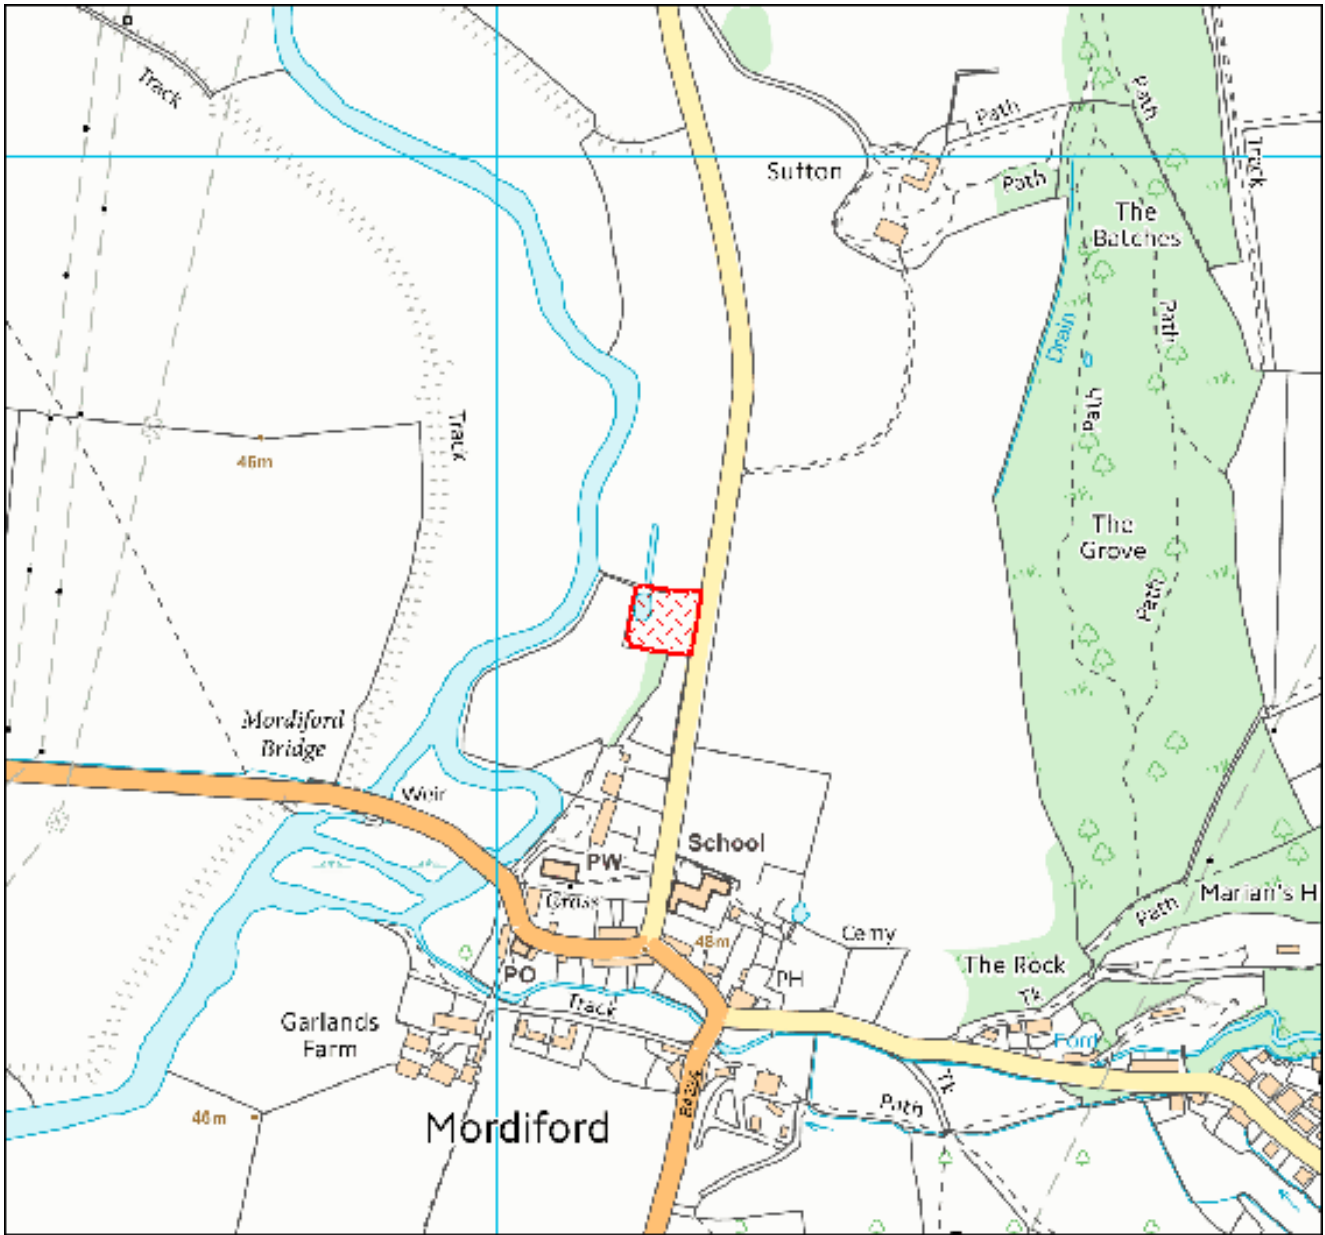 Track
Path
Path
Sutton
Track
Path
The
Batches
Path
Drain
Path
Track
46m
The
Grove
Path
Mordiford
Bridge
Weir
School
PW
Grass
Marian's H
Path
Cemy
48m
The Rock
PO
PH
Track
Tk
Garlands
Farm
Ford
Tk
Path
46m
Mordiford